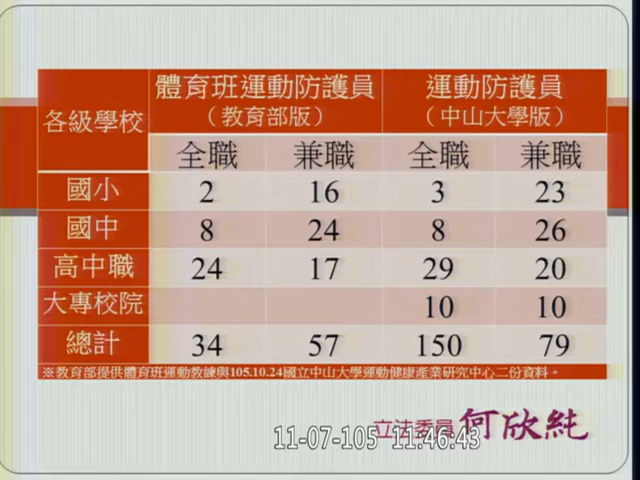 各級學校 體育班運動防護員 運動防護員
（教育部版） （中山大學版）
全職 兼職 全職 兼職
國小 2 16 3 23
國中 8 24 8 26
高中職 24 17 29 20
大專校院 10 10
總計 34 57 150 79
※教育部提供體育班運動教練與105.10.24國立中山大學運動健康產業研究中心二份資料。
立法委員 何欣純
11-07-105 11:46:43